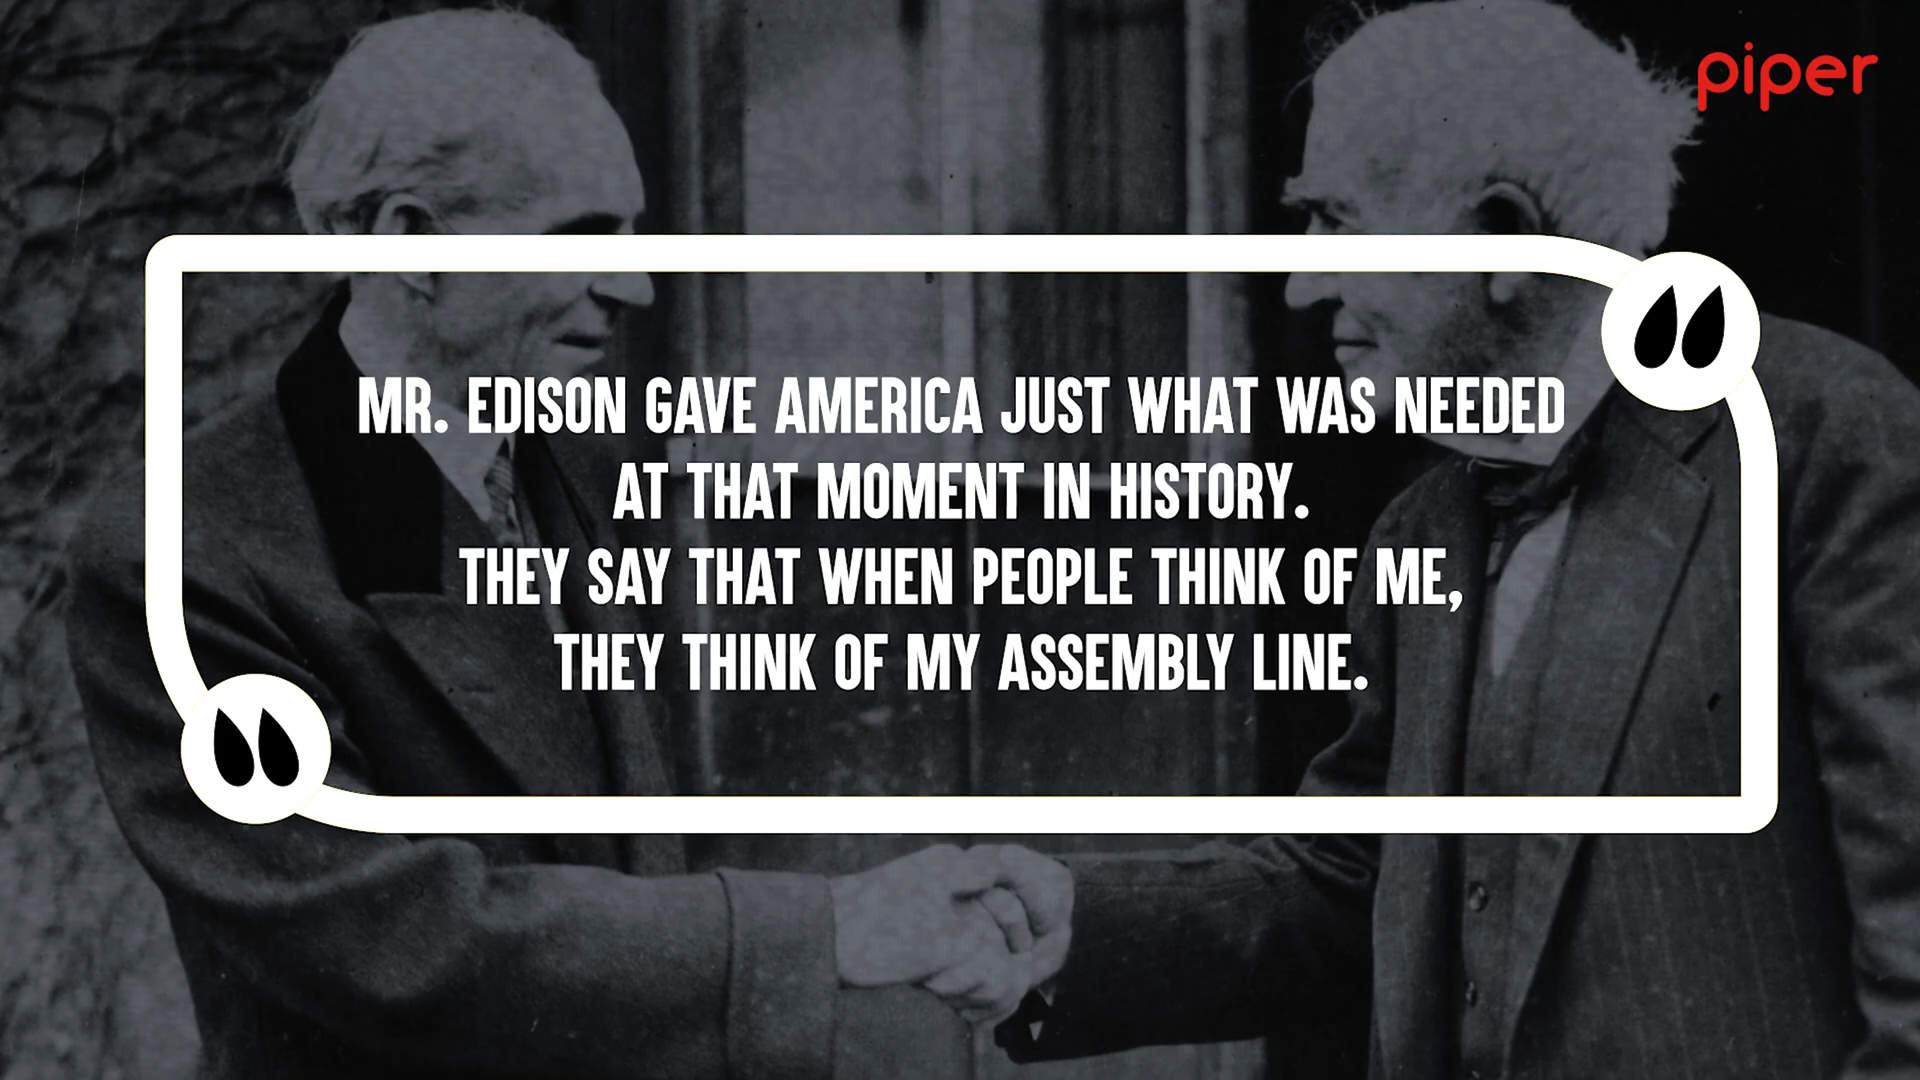 piper
MR. EDISON GAVE AMERICA JUST WHAT WAS NEEDED
AT THAT MOMENT IN HISTORY.
THEY SAY THAT WHEN PEOPLE THINK OF ME,
THEY THINK OF MY ASSEMBLY LINE.